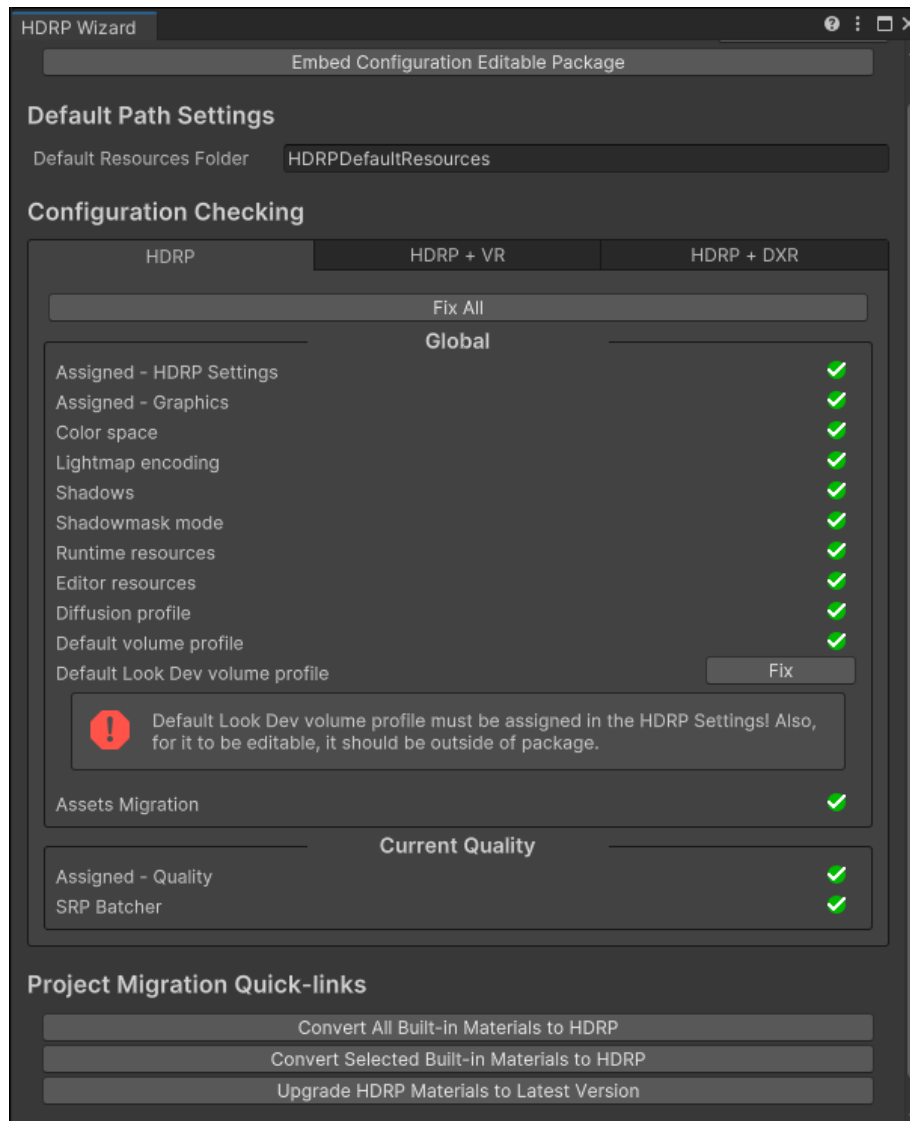 HDRP Wizard
Embed Configuration Editable Package
Default Path Settings
Default Resources Folder HDRPDefaultResources
Configuration Checking
HDRP HDRP + VR HDRP + DXR
Fix All
Global
Assigned - HDRP Settings
Assigned - Graphics
Color space
Lightmap encoding
Shadows
Shadowmask mode
Runtime resources
Editor resources
Diffusion profile
Default volume profile
Default Look Dev volume profile Fix
Default Look Dev volume profile must be assigned in the HDRP Settings! Also,
for it to be editable, it should be outside of package.
Assets Migration
Current Quality
Assigned - Quality
SRP Batcher
Project Migration Quick-links
Convert All Built-in Materials to HDRP
Convert Selected Built-in Materials to HDRP
Upgrade HDRP Materials to Latest Version